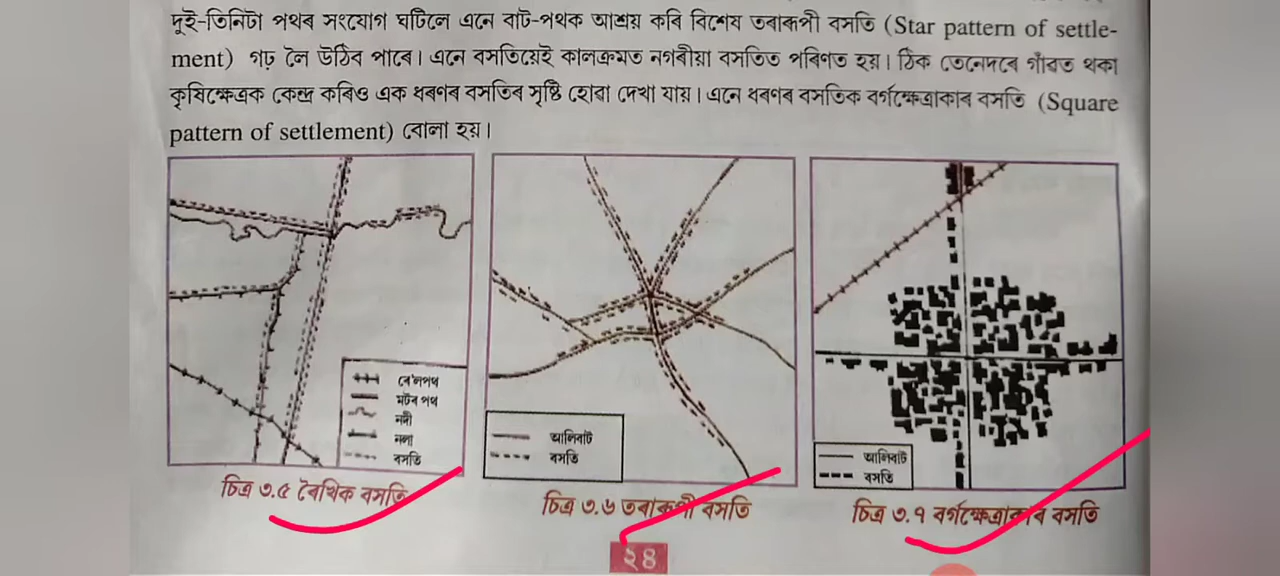 দুই-তিনিটা পথৰ সংযোগ ঘটিলে এনে বাট-পথক আশ্ৰয় কৰি বিশেষ তৰাৰূপী বসতি (Star pattern of settle-
ment) গঢ় লৈ উঠিব পাৰে। এনে বসতিয়েই কালক্ৰমত নগৰীয়া বসতিত পৰিণত হয়। ঠিক তেনেদৰে গাঁৱত থকা
কৃষিক্ষেত্ৰক কেন্দ্ৰ কৰিও এক ধৰণৰ বসতিৰ সৃষ্টি হোৱা দেখা যায়। এনে ধৰণৰ বসতিক বৰ্গক্ষেত্ৰাকাৰ বসতি (Square
pattern of settlement) বোলা হয়।
ৰে'লপথ
মটৰ পথ
নদী
নলা
বসতি
চিত্ৰ ৩.৫ ৰৈখিক বসতি
আলিবাট
বসতি
চিত্ৰ ৩.৬ তৰাৰূপী বসতি
আলিবাট
বসতি
চিত্ৰ ৩.৭ বৰ্গক্ষেত্ৰাকাৰ বসতি
২৪